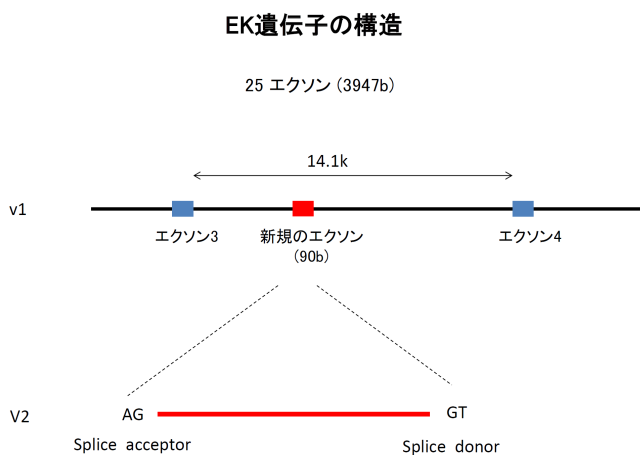 EK遺伝子の構造
25 エクソン (3947b)
14.1k
v1
エクソン3
新規のエクソン
(90b)
エクソン4
V2
AG
GT
Splice acceptor
Splice donor